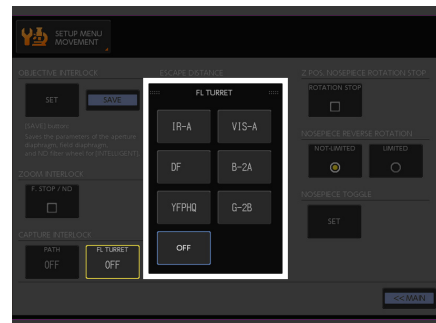 SETUP MENU
MOVEMENT
OBJECTIVE INTERLOCK
SET
SAVE
[SAVE] button:
Saves the parameters of the aperture
diaphragm, field diaphragm,
and ND filter wheel for [INTELLIGENT].
ZOOM INTERLOCK
F. STOP / ND
CAPTURE INTERLOCK
PATH
OFF
FL TURRET
OFF
ESCAPE DISTANCE
FL TURRET
IR-A
VIS-A
DF
B-2A
YFPHQ
G-2B
OFF
Z POS. NOSEPIECE ROTATION STOP
ROTATION STOP
NOSEPIECE REVERSE ROTATION
NOT-LIMITED
LIMITED
NOSEPIECE TOGGLE
SET
<< MAIN